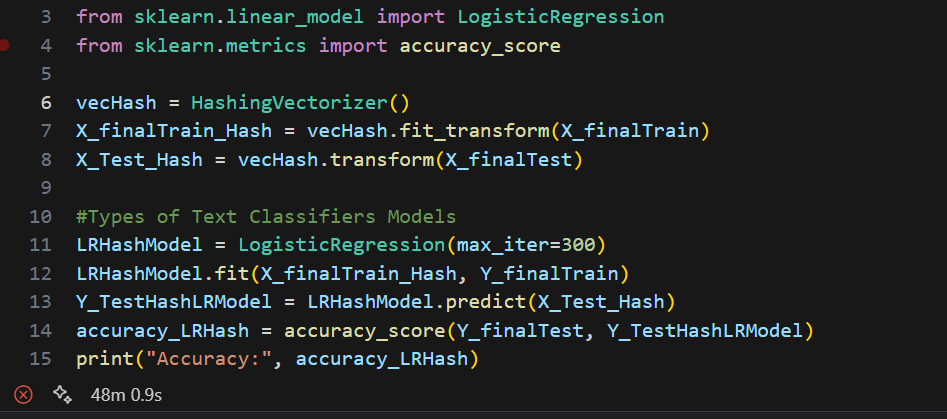 3 from sklearn.linear_model import LogisticRegression
4 from sklearn.metrics import accuracy_score
5
6 vecHash = HashingVectorizer()
7 X_finalTrain_Hash = vecHash.fit_transform(X_finalTrain)
8 X_Test_Hash = vecHash.transform(X_finalTest)
9
10 #Types of Text Classifiers Models
11 LRHashModel = LogisticRegression(max_iter=300)
12 LRHashModel.fit(X_finalTrain_Hash, Y_finalTrain)
13 Y_TestHashLRModel = LRHashModel.predict(X_Test_Hash)
14 accuracy_LRHash = accuracy_score(Y_finalTest, Y_TestHashLRModel)
15 print("Accuracy:", accuracy_LRHash)
48m 0.9s